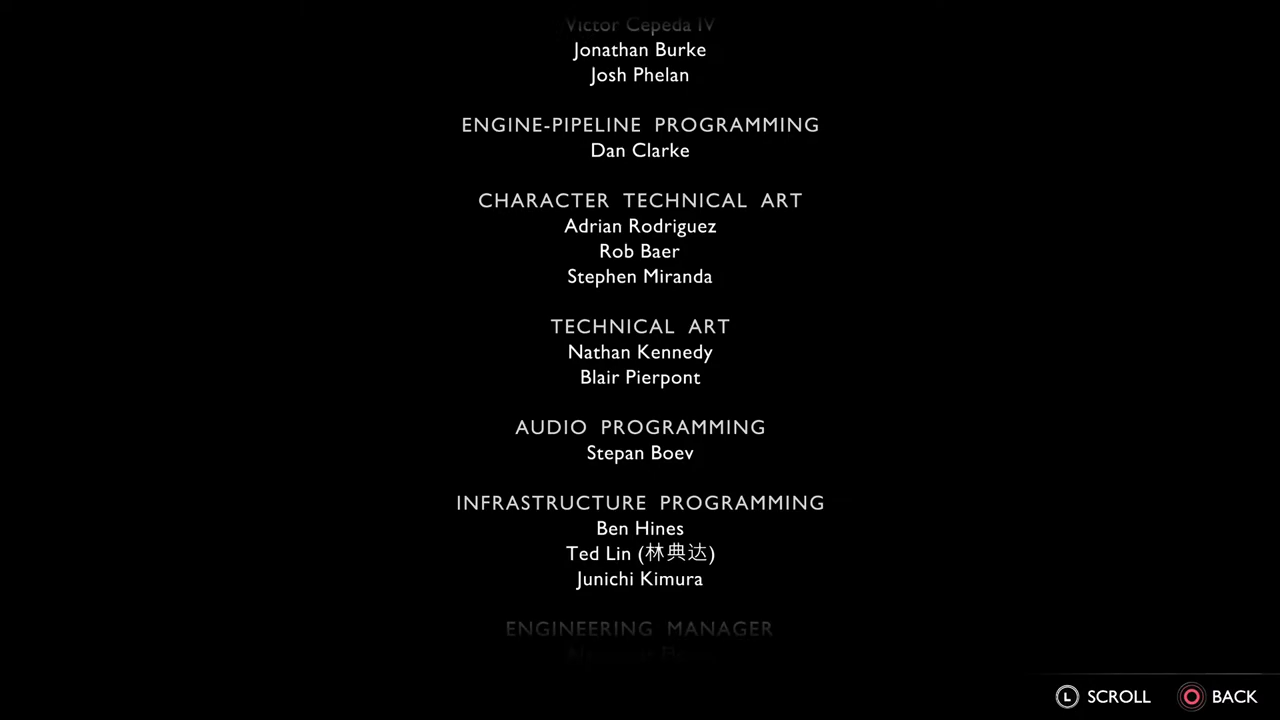 Victor Cepeda IV
Jonathan Burke
Josh Phelan
ENGINE-PIPELINE PROGRAMMING
Dan Clarke
CHARACTER TECHNICAL ART
Adrian Rodriguez
Rob Baer
Stephen Miranda
TECHNICAL ART
Nathan Kennedy
Blair Pierpont
AUDIO PROGRAMMING
Stepan Boev
INFRASTRUCTURE PROGRAMMING
Ben Hines
Ted Lin (林典达)
Junichi Kimura
ENGINEERING MANAGER
L SCROLL
BACK